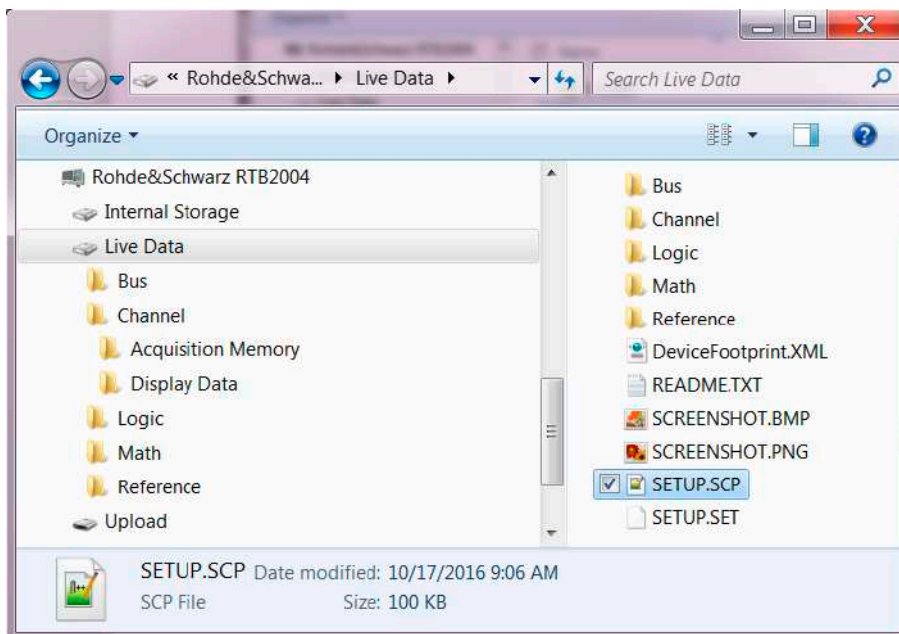 « Rohde&Schwa... Live Data
Search Live Data
Organize
Rohde&Schwarz RTB2004
Internal Storage
Live Data
Bus
Channel
Acquisition Memory
Display Data
Logic
Math
Reference
Upload
Bus
Channel
Logic
Math
Reference
DeviceFootprint.XML
README.TXT
SCREENSHOT.BMP
SCREENSHOT.PNG
SETUP.SCP
SETUP.SET
SETUP.SCP Date modified: 10/17/2016 9:06 AM
SCP File Size: 100 KB